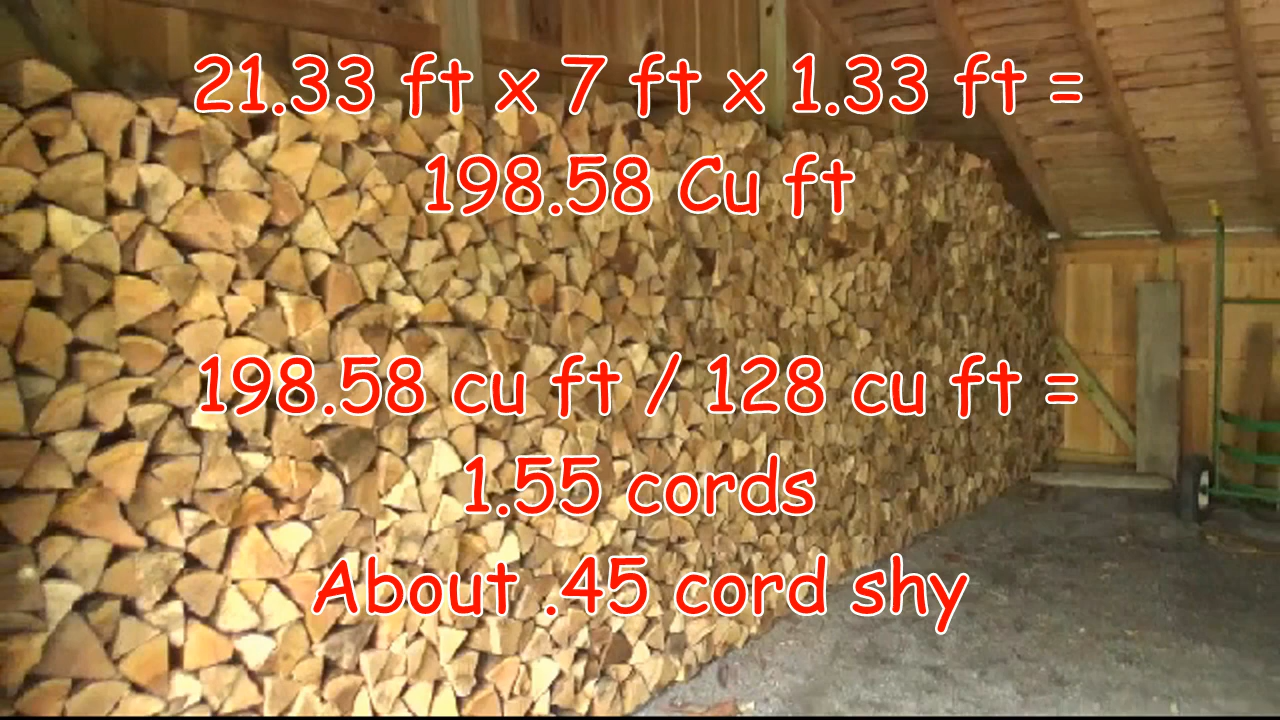 21.33 ft x 7 ft x 1.33 ft =
198.58 Cu ft
198.58 cu ft / 128 cu ft =
1.55 cords
About .45 cord shy